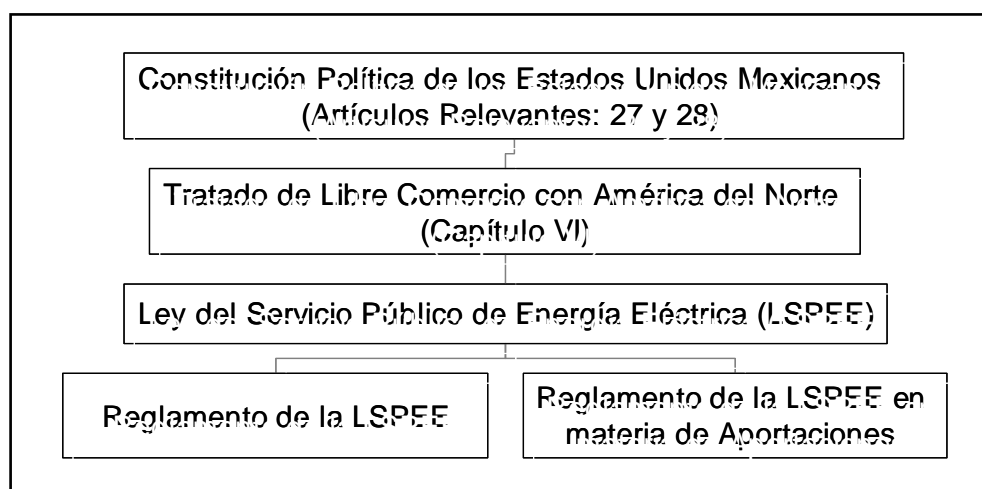 Constitución Política de los Estados Unidos Mexicanos
(Artículos Relevantes: 27 y 28)
Tratado de Libre Comercio con América del Norte
(Capítulo VI)
Ley del Servicio Público de Energía Eléctrica (LSPEE)
Reglamento de la LSPEE
Reglamento de la LSPEE en
materia de Aportaciones